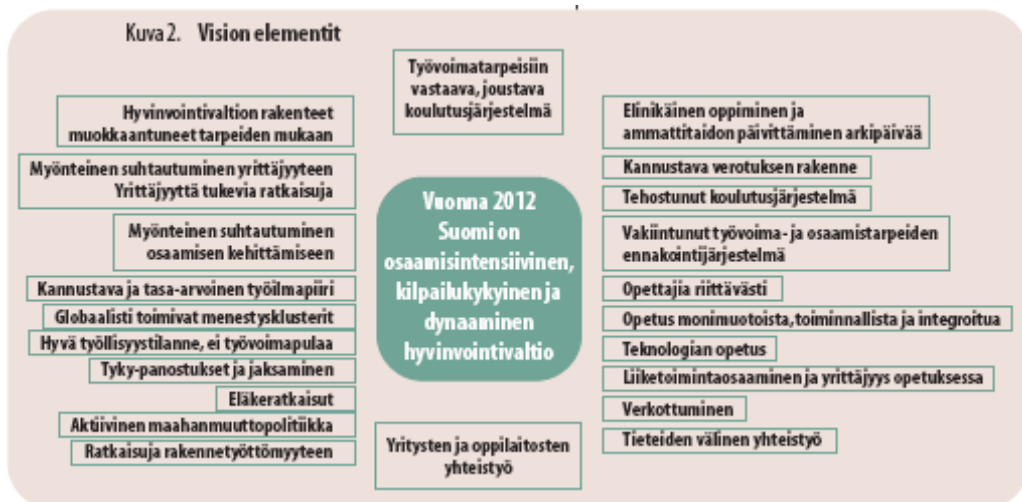 Kuva 2. Vision elementit
Työvoimatarpeisiin
vastaava, joustava
koulutusjärjestelmä
Hyvinvointivaltion rakenteet
muokkaantuneet tarpeiden mukaan
Myönteinen suhtautuminen yrittäjyyteen
Yrittäjyyttä tukevia ratkaisuja
Myönteinen suhtautuminen
osaamisen kehittämiseen
Kannustava ja tasa-arvoinen työilmapiiri
Globaalisti toimivat menestysklusterit
Hyvä työllisyystilanne, ei työvoimapulaa
Tyky-panostukset ja jaksaminen
Eläkeratkaisut
Aktiivinen maahanmuuttopolitiikka
Ratkaisuja rakennetyöttömyyteen
Vuonna 2012
Suomi on
osaamisintensiivinen,
kilpailukykyinen ja
dynaaminen
hyvinvointivaltio
Yritysten ja oppilaitosten
yhteistyö
Elinikäinen oppiminen ja
ammattitaidon päivittäminen arkipäivää
Kannustava verotuksen rakenne
Tehostunut koulutusjärjestelmä
Vakiintunut työvoima- ja osaamistarpeiden
ennakointijärjestelmä
Opettajia riittävästi
Opetus monimuotoista, toiminnallista ja integroitua
Teknologian opetus
Liiketoimintaosaaminen ja yrittäjyys opetuksessa
Verkottuminen
Tieteiden välinen yhteistyö